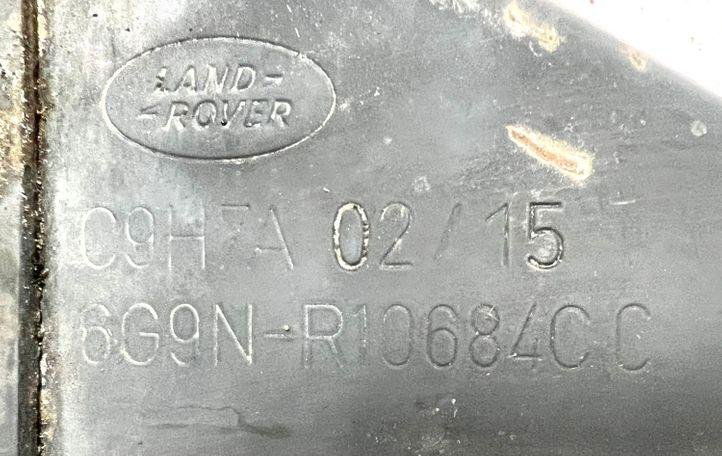 LAND-
-ROVER
C9H7A 02/15
6G9N-R10684CC